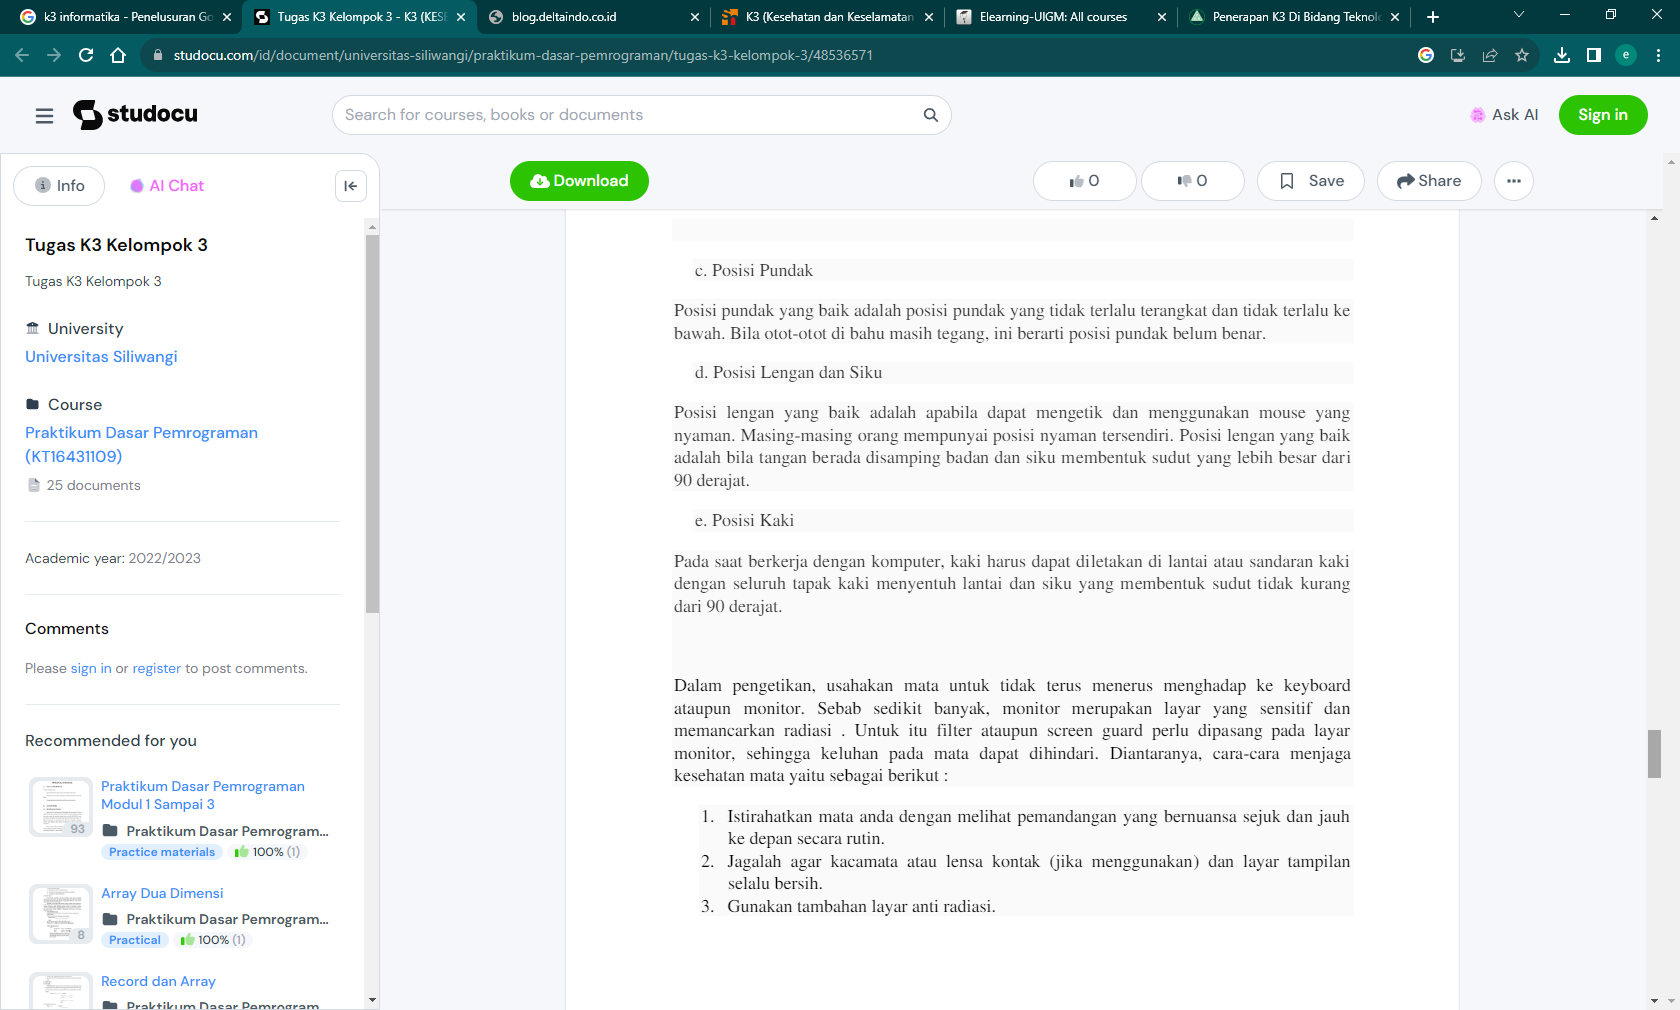 k3 informatika - Penelusuran Go
Tugas K3 Kelompok 3 - K3 (KESE
blog.deltaindo.co.id
K3 (Kesehatan dan Keselamatan
Elearning-UIGM: All courses
Penerapan K3 Di Bidang Teknolo
studocu.com/id/document/universitas-siliwangi/praktikum-dasar-pemrograman/tugas-k3-kelompok-3/48536571
e
studocu
Search for courses, books or documents
Ask AI
Sign in
Info
AI Chat
Download
0
0
Save
Share
Tugas K3 Kelompok 3
Tugas K3 Kelompok 3
University
Universitas Siliwangi
Course
Praktikum Dasar Pemrograman
(KT16431109)
25 documents
Academic year: 2022/2023
Comments
Please sign in or register to post comments.
Recommended for you
Praktikum Dasar Pemrograman
Modul 1 Sampai 3
93
Praktikum Dasar Pemrogram...
Practice materials
100% (1)
Array Dua Dimensi
8
Praktikum Dasar Pemrogram...
Practical
100% (1)
Record dan Array
Praktikum Dasar Pemrogram
c. Posisi Pundak
Posisi pundak yang baik adalah posisi pundak yang tidak terlalu terangkat dan tidak terlalu ke
bawah. Bila otot-otot di bahu masih tegang, ini berarti posisi pundak belum benar.
d. Posisi Lengan dan Siku
Posisi lengan yang baik adalah apabila dapat mengetik dan menggunakan mouse yang
nyaman. Masing-masing orang mempunyai posisi nyaman tersendiri. Posisi lengan yang baik
adalah bila tangan berada disamping badan dan siku membentuk sudut yang lebih besar dari
90 derajat.
e. Posisi Kaki
Pada saat berkerja dengan komputer, kaki harus dapat diletakan di lantai atau sandaran kaki
dengan seluruh tapak kaki menyentuh lantai dan siku yang membentuk sudut tidak kurang
dari 90 derajat.
Dalam pengetikan, usahakan mata untuk tidak terus menerus menghadap ke keyboard
ataupun monitor. Sebab sedikit banyak, monitor merupakan layar yang sensitif dan
memancarkan radiasi . Untuk itu filter ataupun screen guard perlu dipasang pada layar
monitor, sehingga keluhan pada mata dapat dihindari. Diantaranya, cara-cara menjaga
kesehatan mata yaitu sebagai berikut :
1. Istirahatkan mata anda dengan melihat pemandangan yang bernuansa sejuk dan jauh
ke depan secara rutin.
2. Jagalah agar kacamata atau lensa kontak (jika menggunakan) dan layar tampilan
selalu bersih.
3. Gunakan tambahan layar anti radiasi.